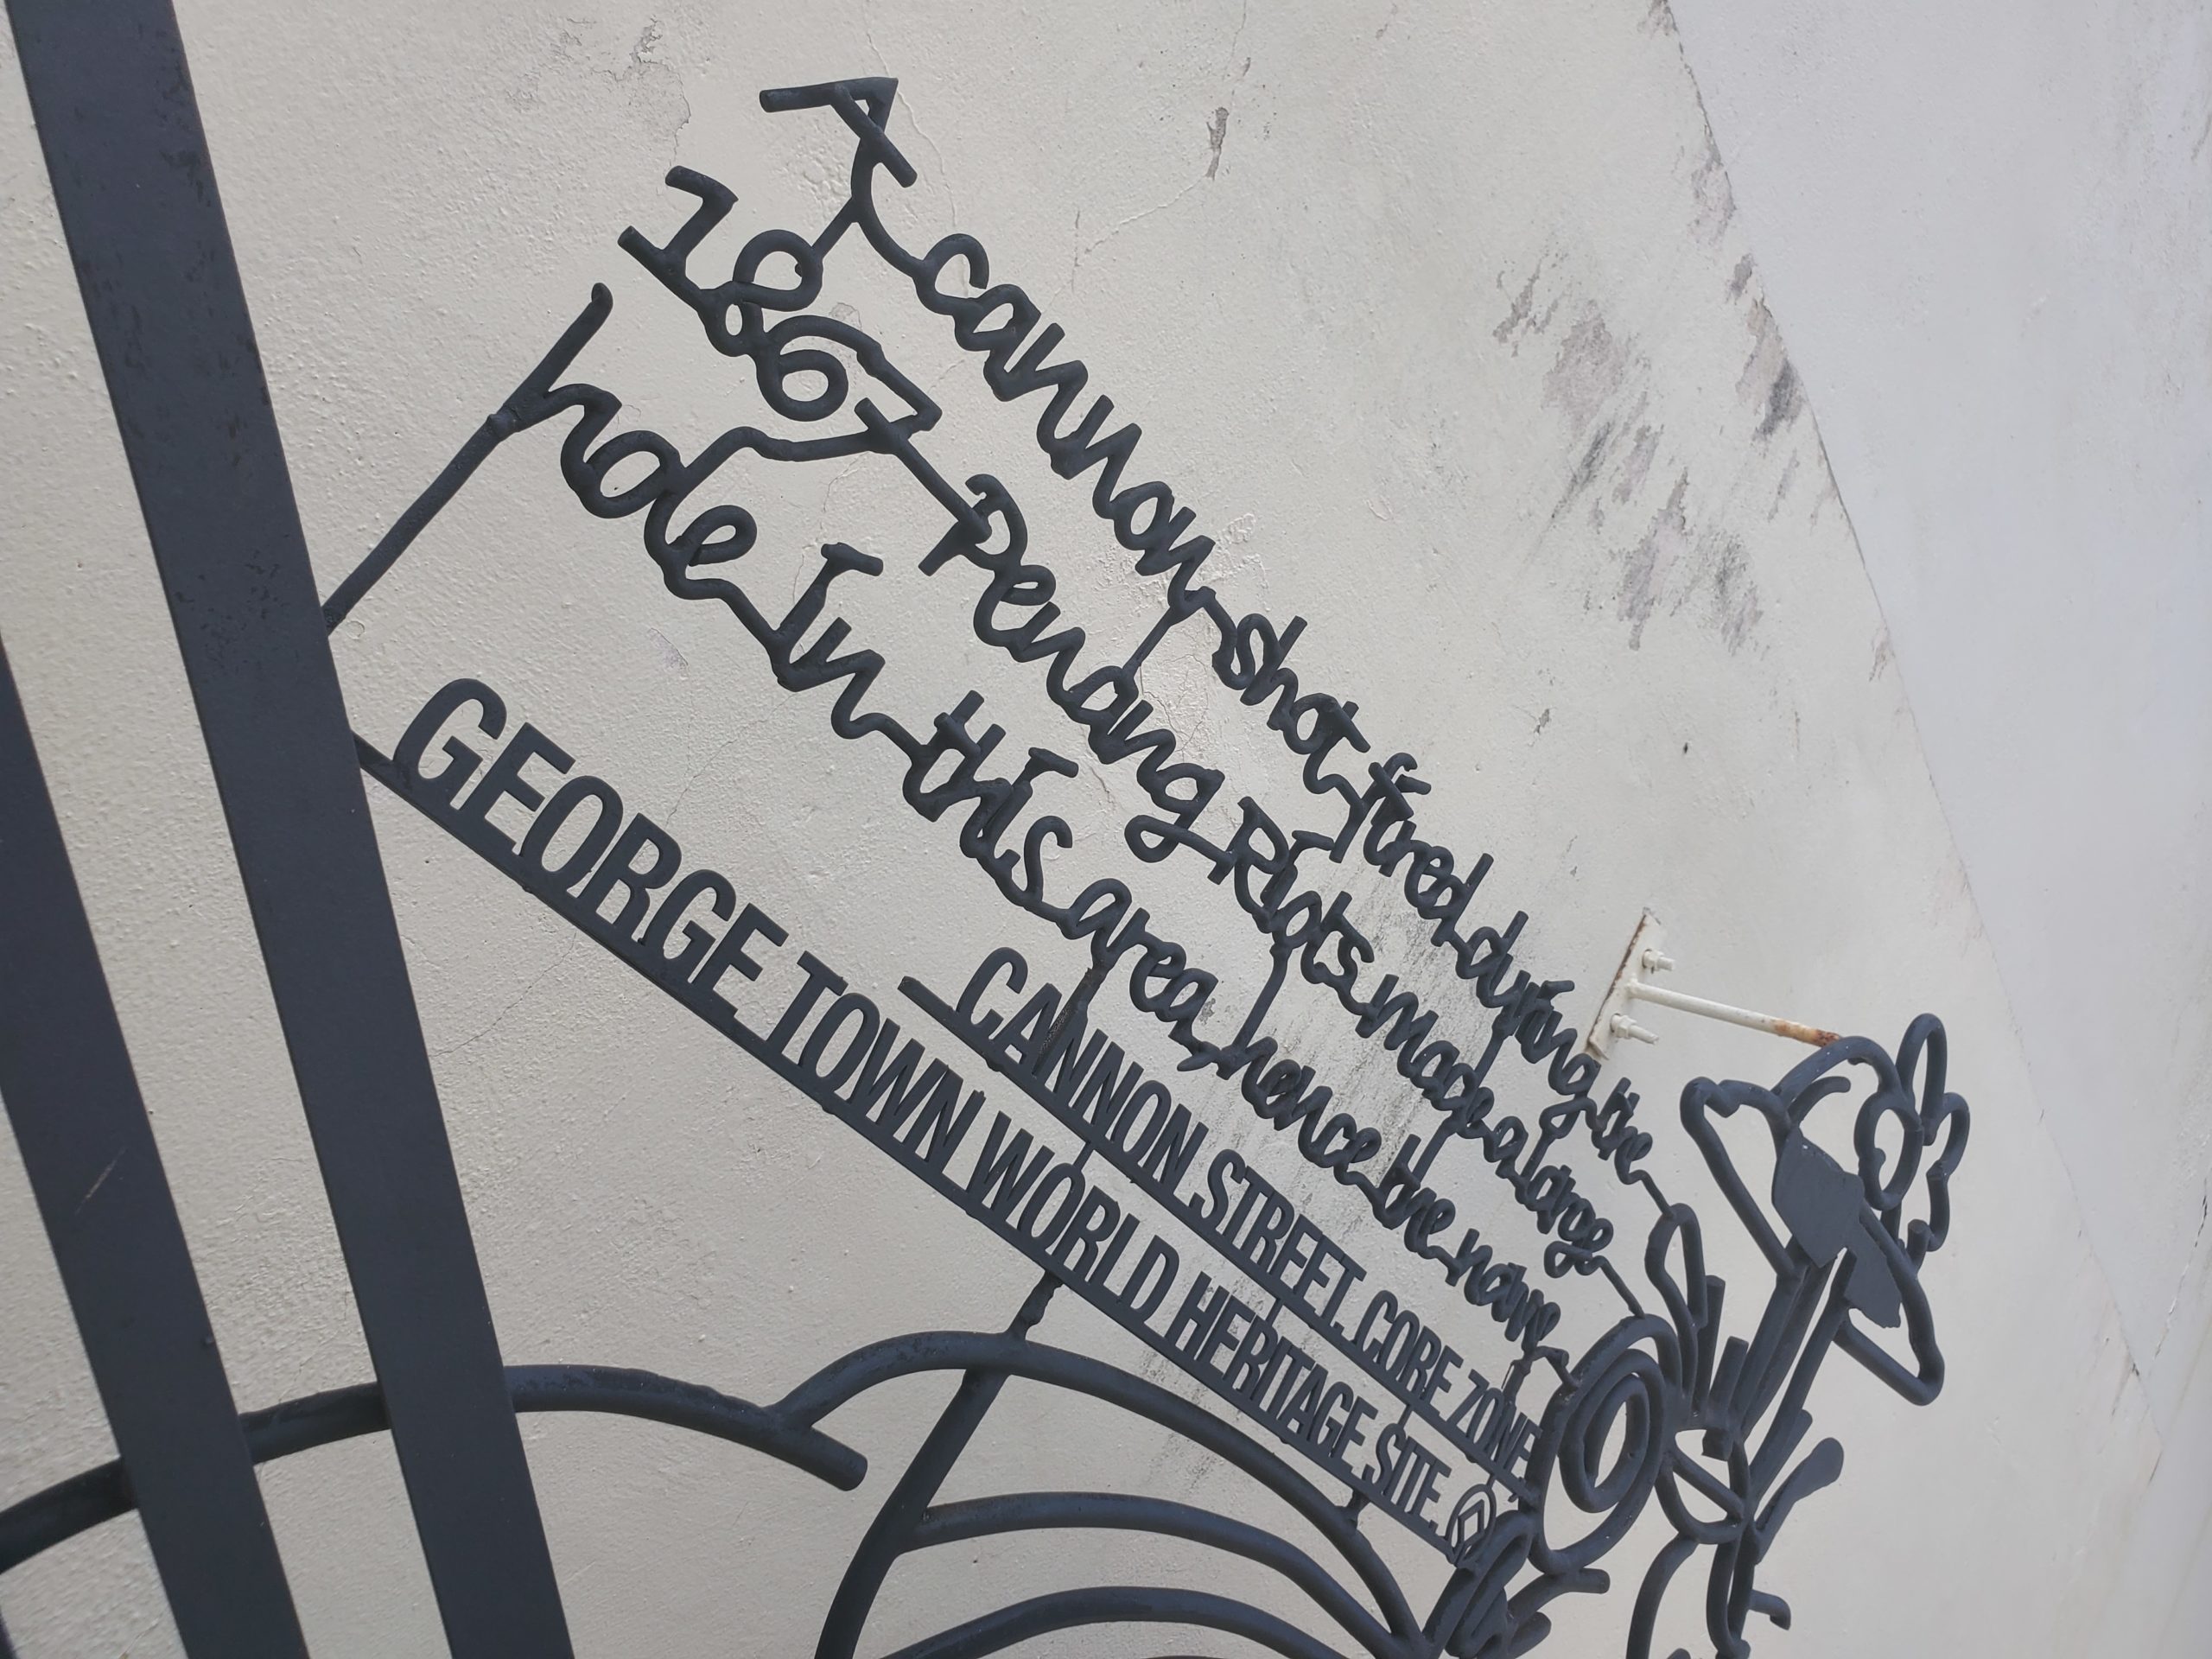 A cannon shot fired during the
1867 Penang Riots made a large
hole In thIs area, hence the name
CANNON STREET. CORE ZONE,
GEORGE TOWN WORLD HERITAGE SITE.